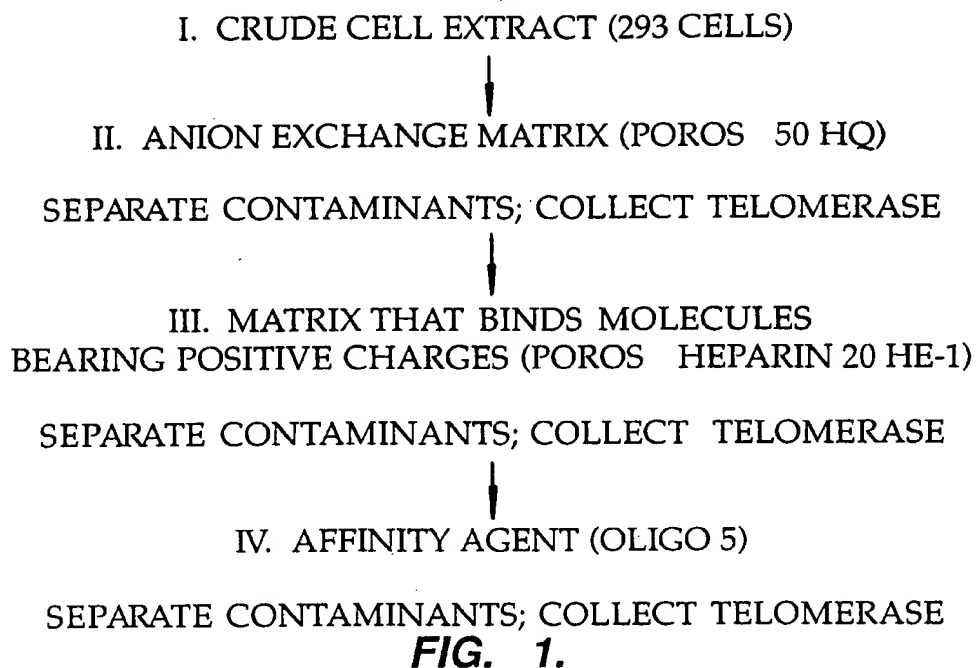 I. CRUDE CELL EXTRACT (293 CELLS)
II. ANION EXCHANGE MATRIX (POROS 50 HQ)
SEPARATE CONTAMINANTS; COLLECT TELOMERASE
III. MATRIX THAT BINDS MOLECULES
BEARING POSITIVE CHARGES (POROS HEPARIN 20 HE-1)
SEPARATE CONTAMINANTS; COLLECT TELOMERASE
IV. AFFINITY AGENT (OLIGO 5)
SEPARATE CONTAMINANTS; COLLECT TELOMERASE
FIG. 1.